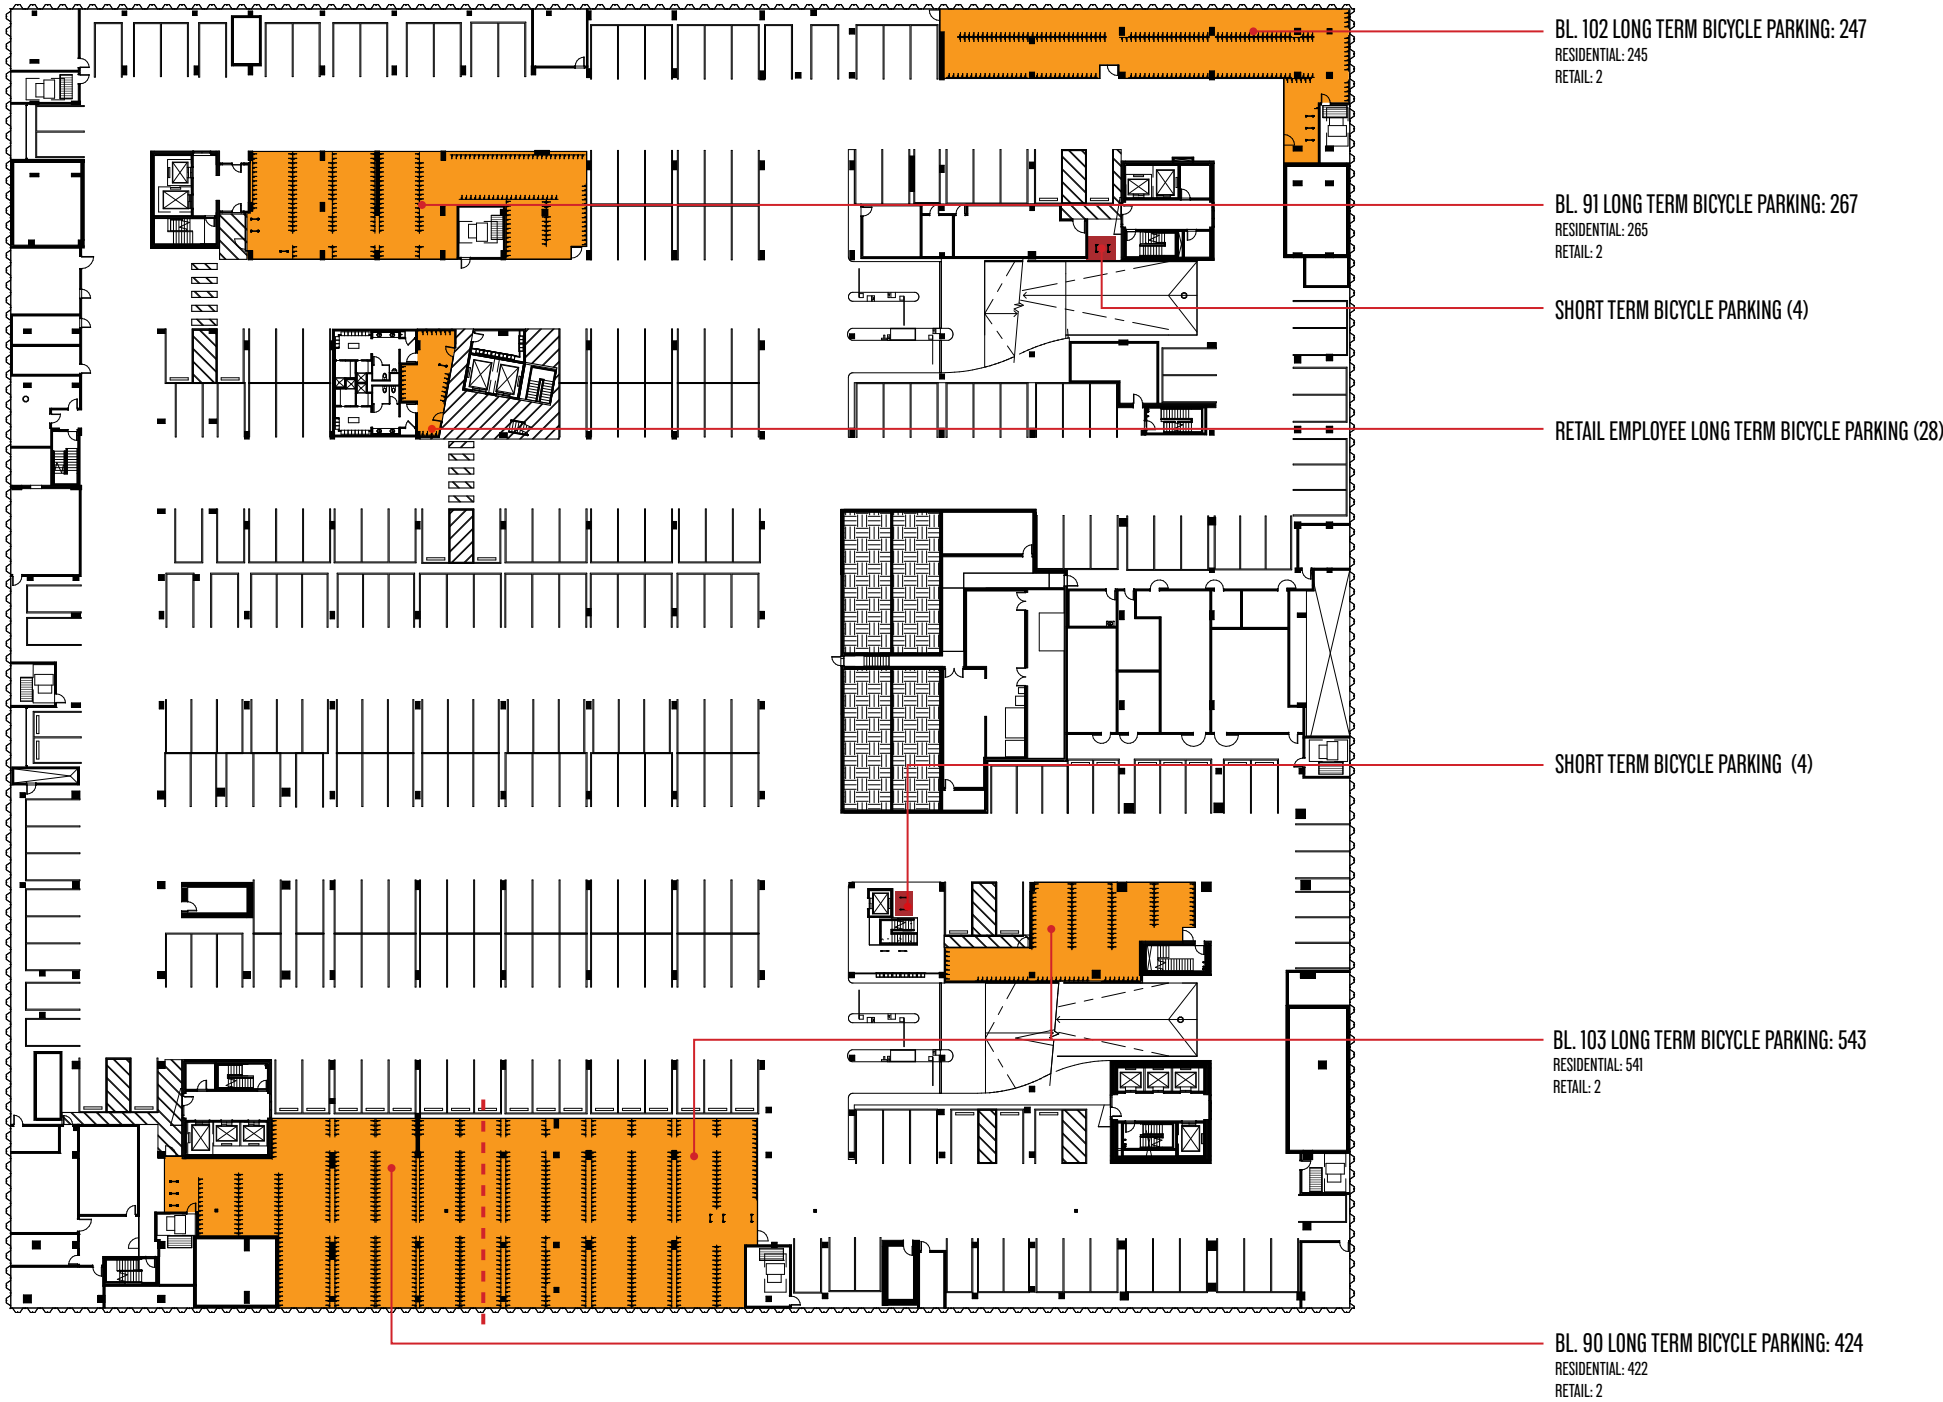 BL. 102 LONG TERM BICYCLE PARKING: 247
RESIDENTIAL: 245
RETAIL: 2
BL. 91 LONG TERM BICYCLE PARKING: 267
RESIDENTIAL: 265
RETAIL: 2
SHORT TERM BICYCLE PARKING (4)
RETAIL EMPLOYEE LONG TERM BICYCLE PARKING (28)
SHORT TERM BICYCLE PARKING (4)
BL. 103 LONG TERM BICYCLE PARKING: 543
RESIDENTIAL: 541
RETAIL: 2
BL. 90 LONG TERM BICYCLE PARKING: 424
RESIDENTIAL: 422
RETAIL: 2